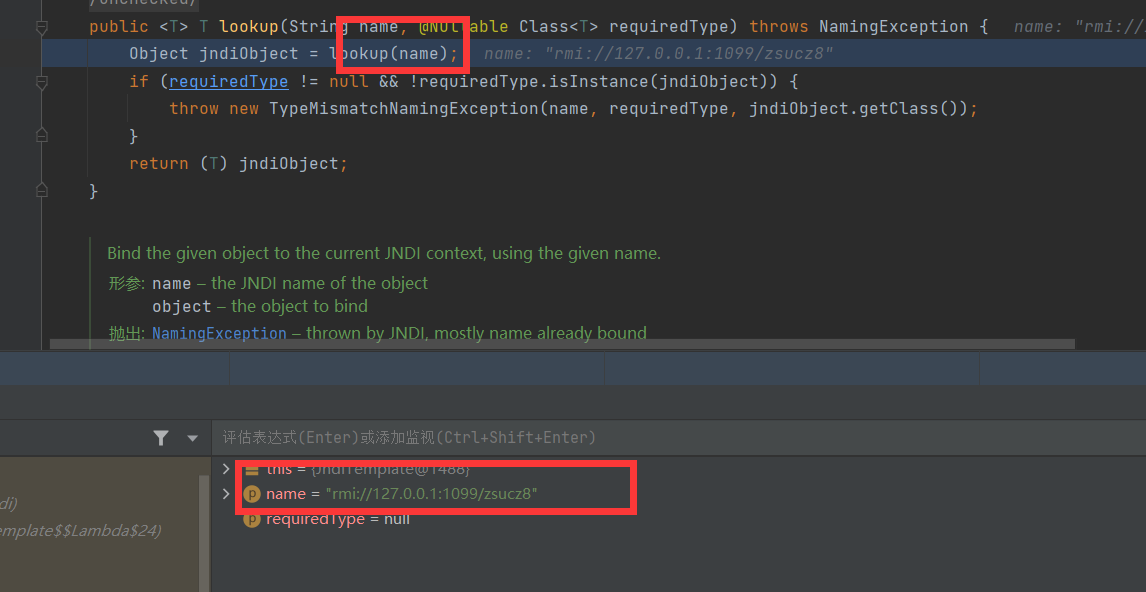 /unchecked/
public <T> T lookup(String name, @Nullable Class<T> requiredType) throws NamingException { name: "rmi://
Object jndiObject = lookup(name); name: "rmi://127.0.0.1:1099/zsucz8"
if (requiredType != null && !requiredType.isInstance(jndiObject)) {
throw new TypeMismatchNamingException(name, requiredType, jndiObject.getClass());
}
return (T) jndiObject;
}
Bind the given object to the current JNDI context, using the given name.
形参: name – the JNDI name of the object
object – the object to bind
抛出: NamingException – thrown by JNDI, mostly name already bound
评估表达式(Enter)或添加监视(Ctrl+Shift+Enter)
this = {JndiTemplate@1488}
p name = "rmi://127.0.0.1:1099/zsucz8"
p requiredType = null
di)
emplate$$Lambda$24)